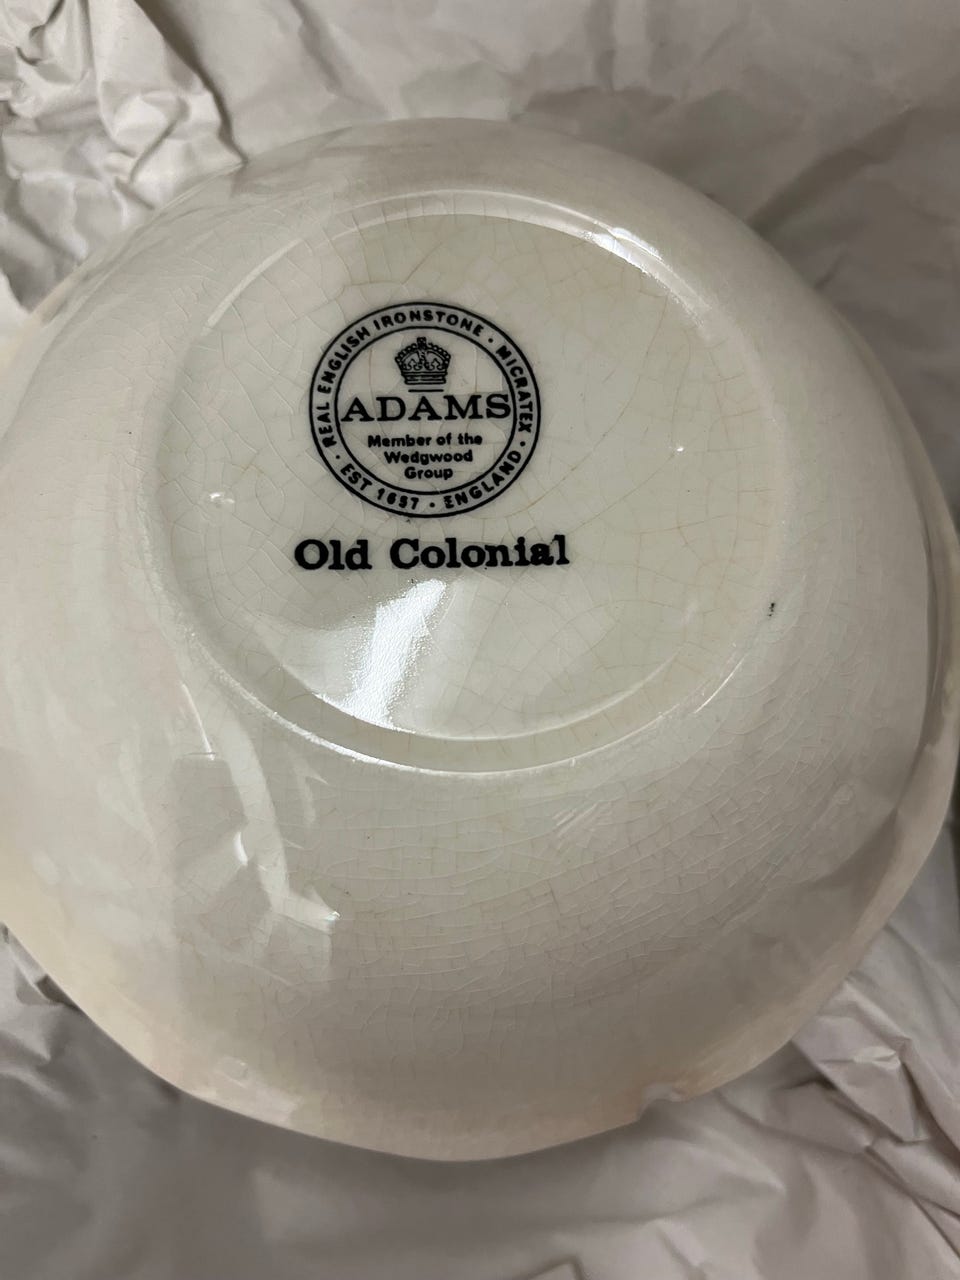 REAL ENGLISH IRONSTONE · MICRATEX ·
ADAMS
Member of the
Wedgwood
Group
· EST 1657 · ENGLAND ·
Old Colonial